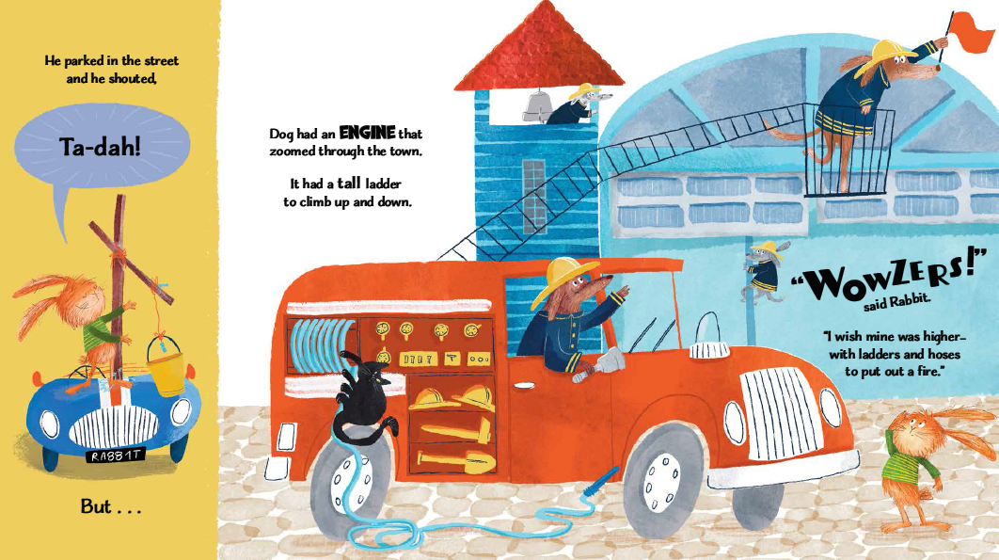 He parked in the street
and he shouted,
Ta-dah!
RA881T
But . . .
Dog had an ENGINE that
zoomed through the town.
It had a tall ladder
to climb up and down.
“WOWZERS!”
said Rabbit.
“I wish mine was higher–
with ladders and hoses
to put out a fire.”